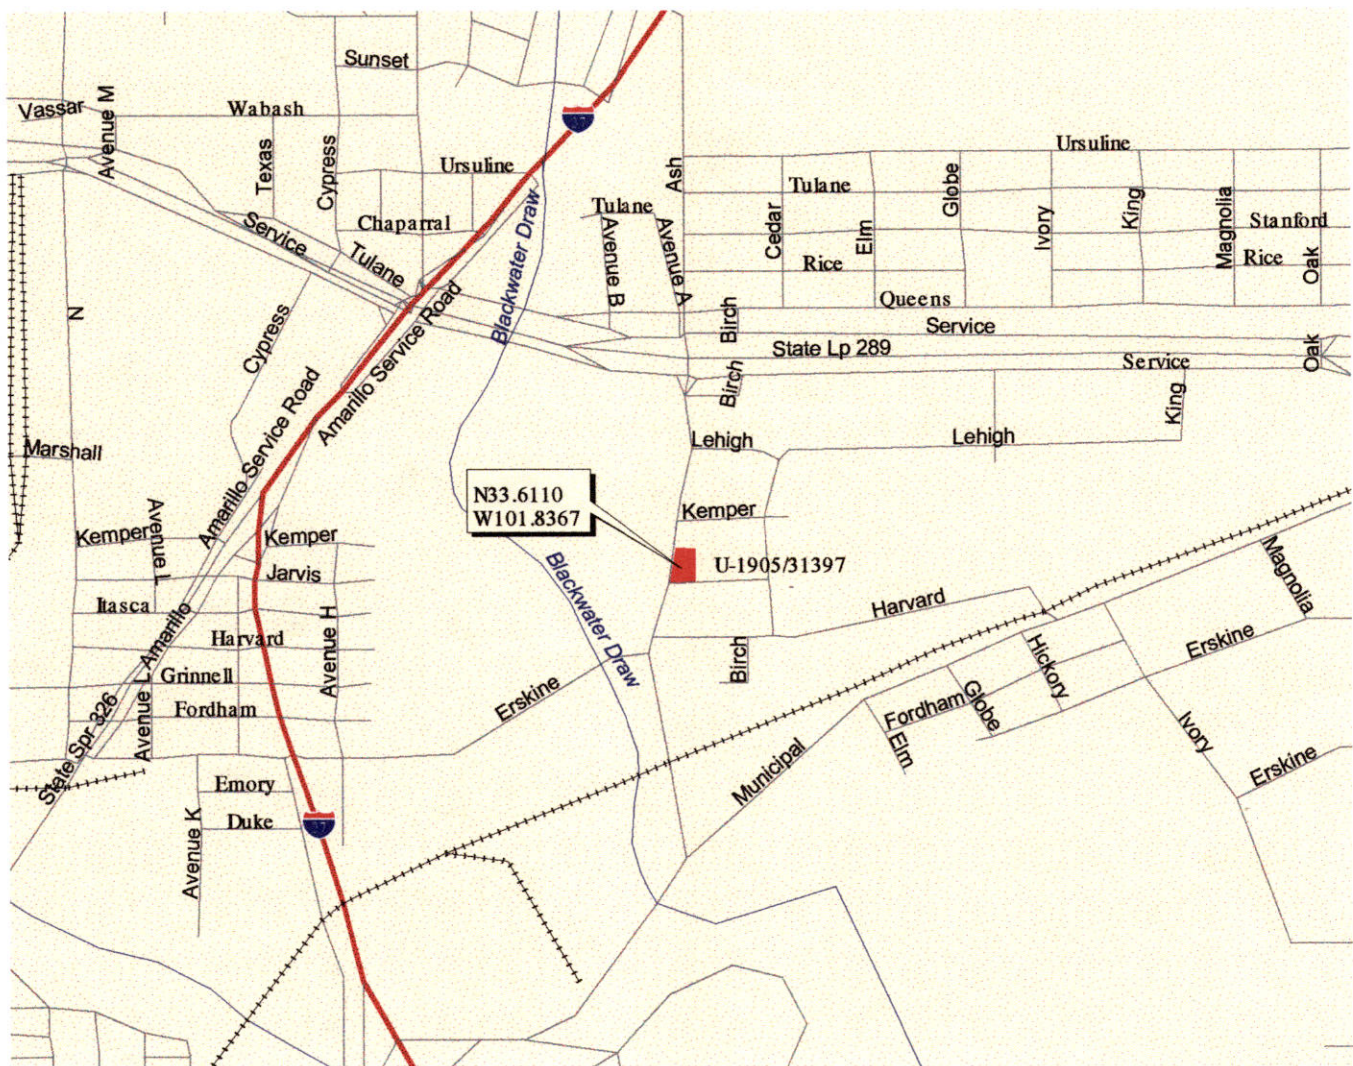 Sunset
Vassar
Avenue M
Wabash
Texas
Cypress
Ursuline
Ash
Ursuline
Tulane
Globe
King
Magnolia
Stanford
Tulane
Cedar
Elm
Ivory
Chaparral
Service
Tulane
Blackwater Draw
Avenue B
Avenue A
Rice
Rice
Oak
Queens
N
Cypress
Amarillo Service Road
Birch
Service
State Lp 289
Service
Oak
Birch
King
Amarillo Service Road
Marshall
Lehigh
Lehigh
N33.6110
W101.8367
Kemper
Avenue L
Kemper
Kemper
Jarvis
Blackwater Draw
U-1905/31397
Magnolia
Itasca
Amarillo
Harvard
Avenue H
Harvard
Birch
Hickory
Erskine
Grinnell
Avenue L
Fordham
State Spr 326
Erskine
Fordham
Globe
Elm
Ivory
Municipal
Erskine
Emory
Duke
Avenue K